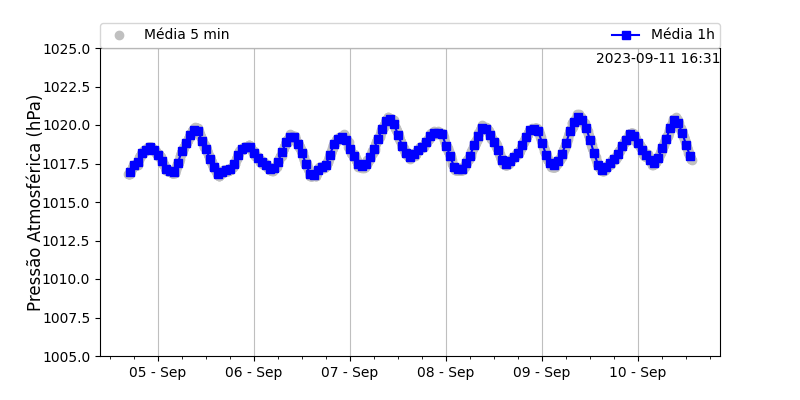 Média 5 min
Média 1h
2023-09-11 16:31
Pressão Atmosférica (hPa)
1025.0
1022.5
1020.0
1017.5
1015.0
1012.5
1010.0
1007.5
1005.0
05 - Sep
06 - Sep
07 - Sep
08 - Sep
09 - Sep
10 - Sep